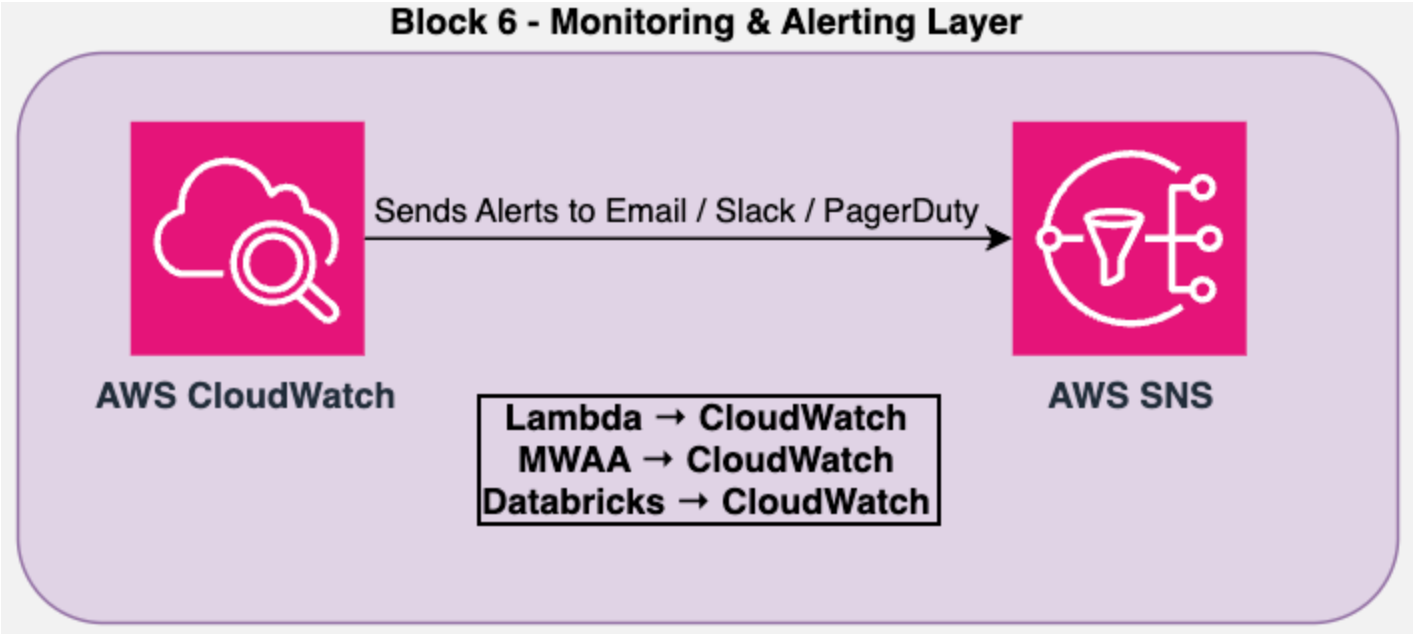 Block 6 - Monitoring & Alerting Layer
Sends Alerts to Email / Slack / PagerDuty
AWS CloudWatch
AWS SNS
Lambda → CloudWatch
MWAA → CloudWatch
Databricks → CloudWatch